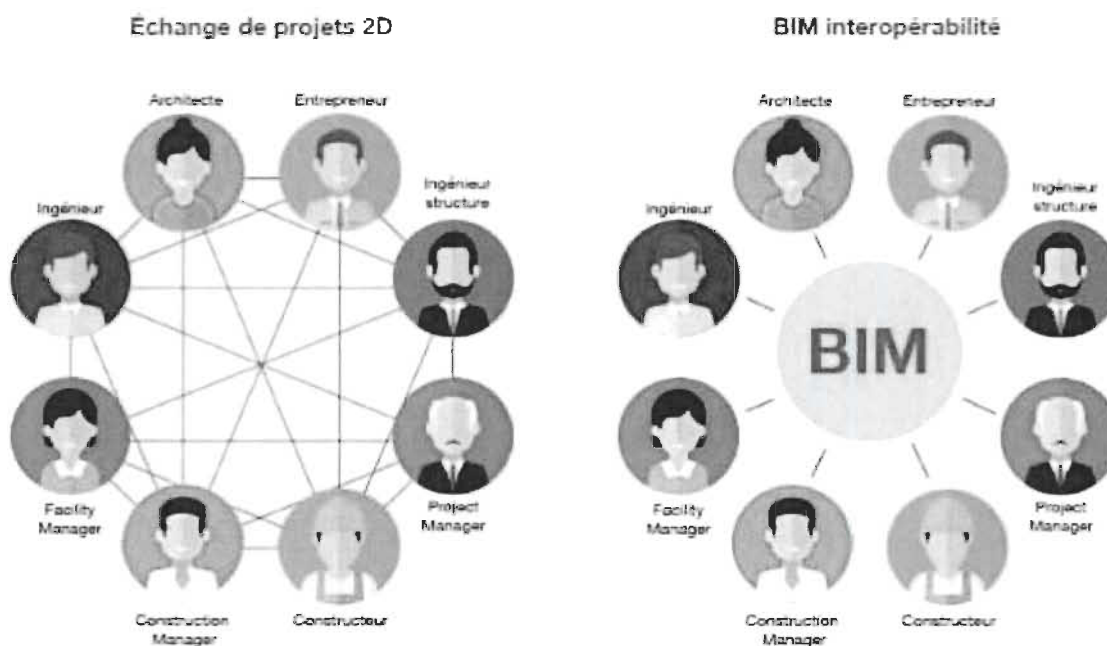 Échange de projets 2D
Architecte
Entrepreneur
Ingénieur
Ingénieur
structure
Facility
Manager
Project
Manager
Construction
Manager
Constructeur
BIM interopérabilité
Architecte
Entrepreneur
Ingénieur
Ingénieur
structure
BIM
Facility
Manager
Project
Manager
Construction
Manager
Constructeur